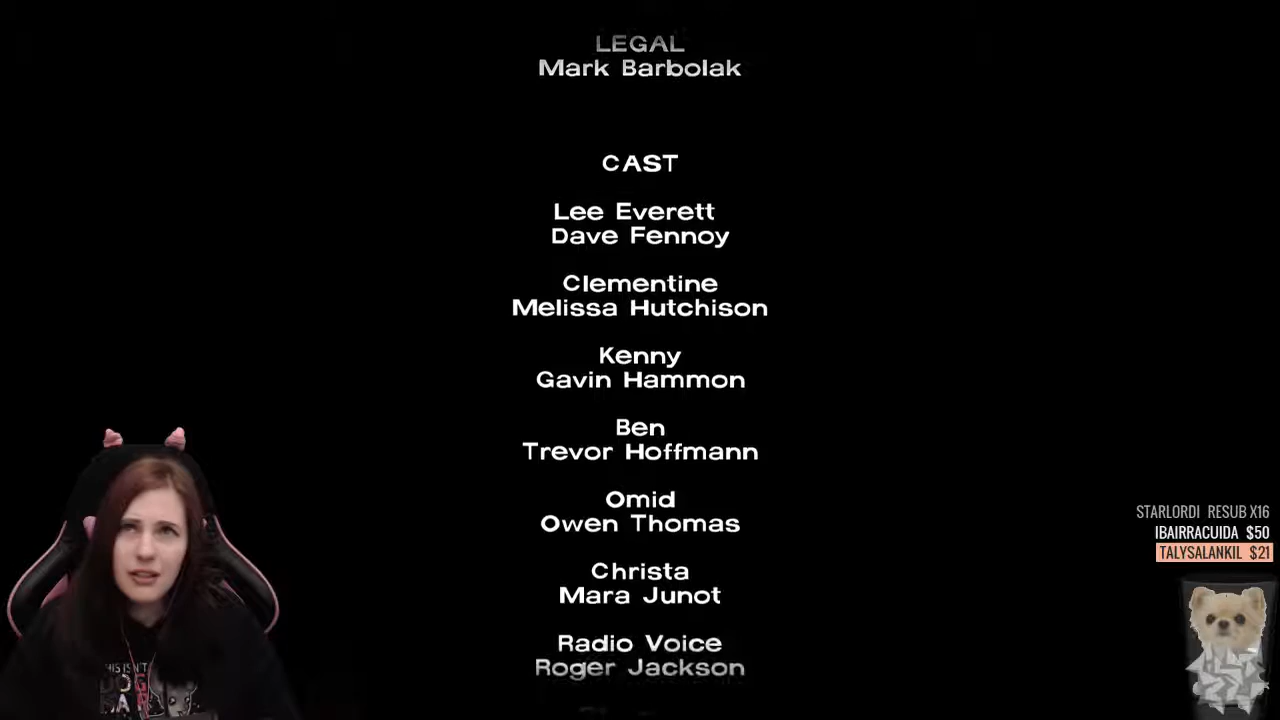 LEGAL
Mark Barbolak
CAST
Lee Everett
Dave Fennoy
Clementine
Melissa Hutchison
Kenny
Gavin Hammon
Ben
Trevor Hoffmann
Omid
Owen Thomas
Christa
Mara Junot
Radio Voice
Roger Jackson
STARLORDI RESUB X16
IBAIRRACUIDA $50
TALYSALANKIL $21